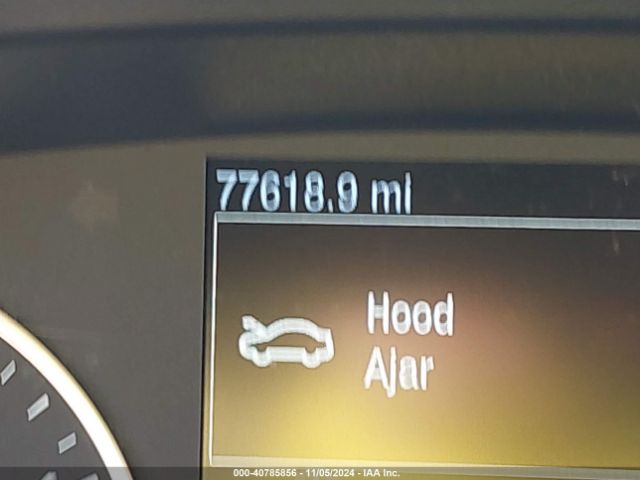 77618.9 mi
Hood
Ajar
000-40785856 - 11/05/2024 - IAA Inc.